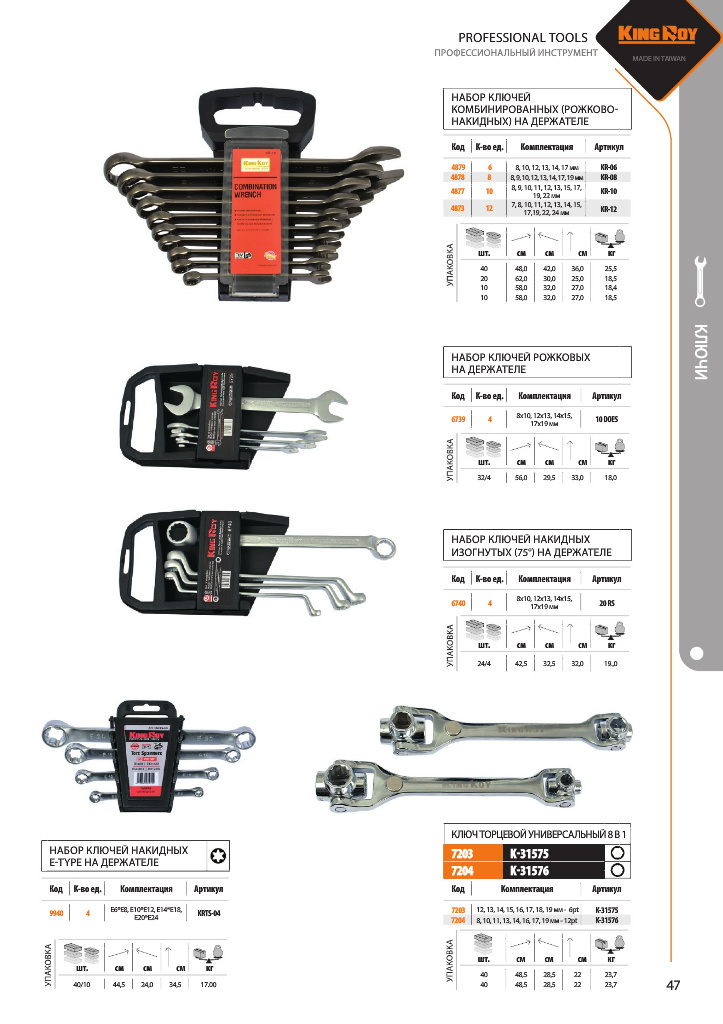 PROFESSIONAL TOOLS
ПРОФЕССИОНАЛЬНЫЙ ИНСТРУМЕНТ
KING ROY
MADE IN TAIWAN
КЛЮЧИ
KING ROY
COMBINATION
WRENCH
НАБОР КЛЮЧЕЙ
КОМБИНИРОВАННЫХ (РОЖКОВО-
НАКИДНЫХ) НА ДЕРЖАТЕЛЕ
Код К-во ед. Комплектация Артикул
4879 6 8, 10, 12, 13, 14, 17 мм KR-06
4878 8 8, 9, 10, 12, 13, 14, 17, 19 мм KR-08
4877 10 8, 9, 10, 11, 12, 13, 15, 17, 19, 22 мм KR-10
4873 12 7, 8, 10, 11, 12, 13, 14, 15, 17,19, 22, 24 мм KR-12
УПАКОВКА
ШТ. СМ СМ СМ КГ
40 48,0 42,0 36,0 25,5
20 62,0 30,0 25,0 18,5
10 58,0 32,0 27,0 18,4
10 58,0 32,0 27,0 18,5
KING ROY
НАБОР КЛЮЧЕЙ РОЖКОВЫХ
НА ДЕРЖАТЕЛЕ
Код К-во ед. Комплектация Артикул
6739 4 8х10, 12х13, 14х15, 17х19 мм 10 DOES
УПАКОВКА
ШТ. СМ СМ СМ КГ
32/4 56,0 29,5 33,0 18,0
KING ROY
НАБОР КЛЮЧЕЙ НАКИДНЫХ
ИЗОГНУТЫХ (75°) НА ДЕРЖАТЕЛЕ
Код К-во ед. Комплектация Артикул
6740 4 8х10, 12х13, 14х15, 17х19 мм 20 RS
УПАКОВКА
ШТ. СМ СМ СМ КГ
24/4 42,5 32,5 32,0 19,,0
KING ROY
Torx Spanners
НАБОР КЛЮЧЕЙ НАКИДНЫХ
E-TYPE НА ДЕРЖАТЕЛЕ
Код К-во ед. Комплектация Артикул
9940 4 E6*E8, E10*E12, E14*E18, E20*E24 KRTS-04
УПАКОВКА
ШТ. СМ СМ СМ КГ
40/10 44,5 24,0 34,5 17.00
KINGROY
KINGROY
КЛЮЧ ТОРЦЕВОЙ УНИВЕРСАЛЬНЫЙ 8 В 1
7203 K-31575
7204 K-31576
Код Комплектация Артикул
7203 12, 13, 14, 15, 16, 17, 18, 19 мм - 6pt K-31575
7204 8, 10, 11, 13, 14, 16, 17, 19 мм - 12pt K-31576
УПАКОВКА
ШТ. СМ СМ СМ КГ
40 48,5 28,5 22 23,7
40 48,5 28,5 22 23,7
47